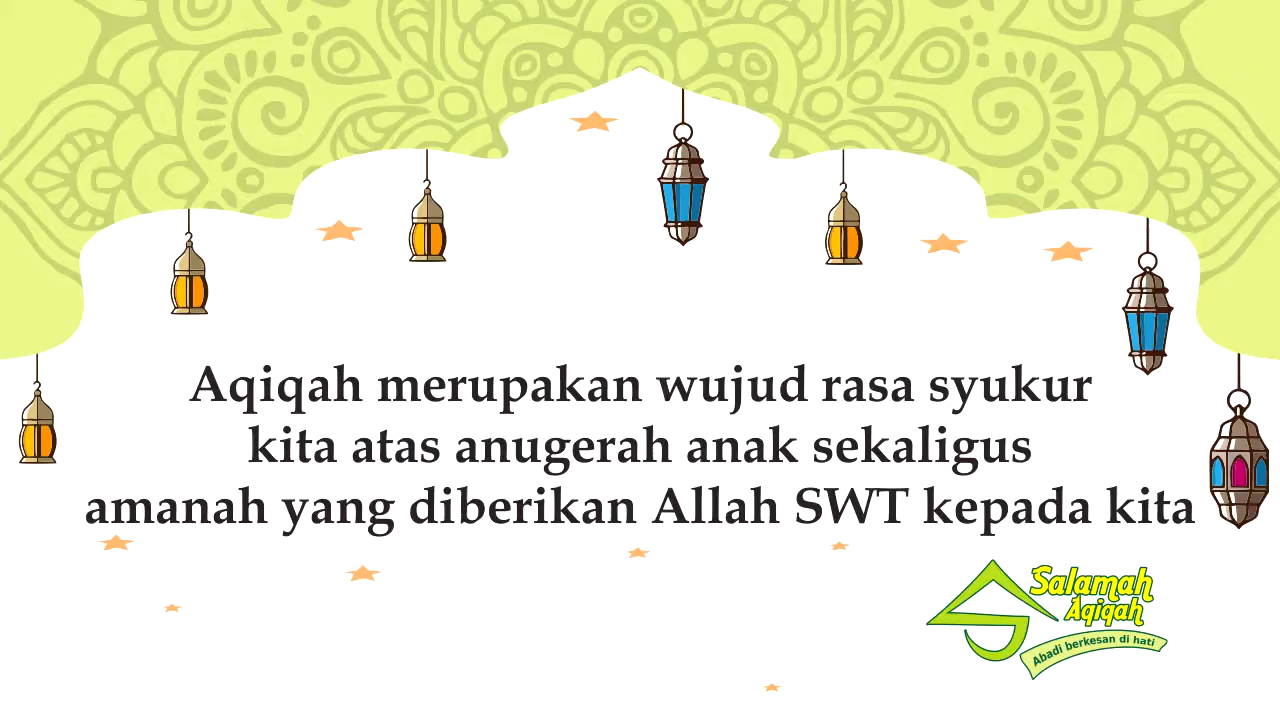 Aqiqah merupakan wujud rasa syukur
kita atas anugerah anak sekaligus
amanah yang diberikan Allah SWT kepada kita
Salamah
Aqiqah
Abadi berkesan di hati